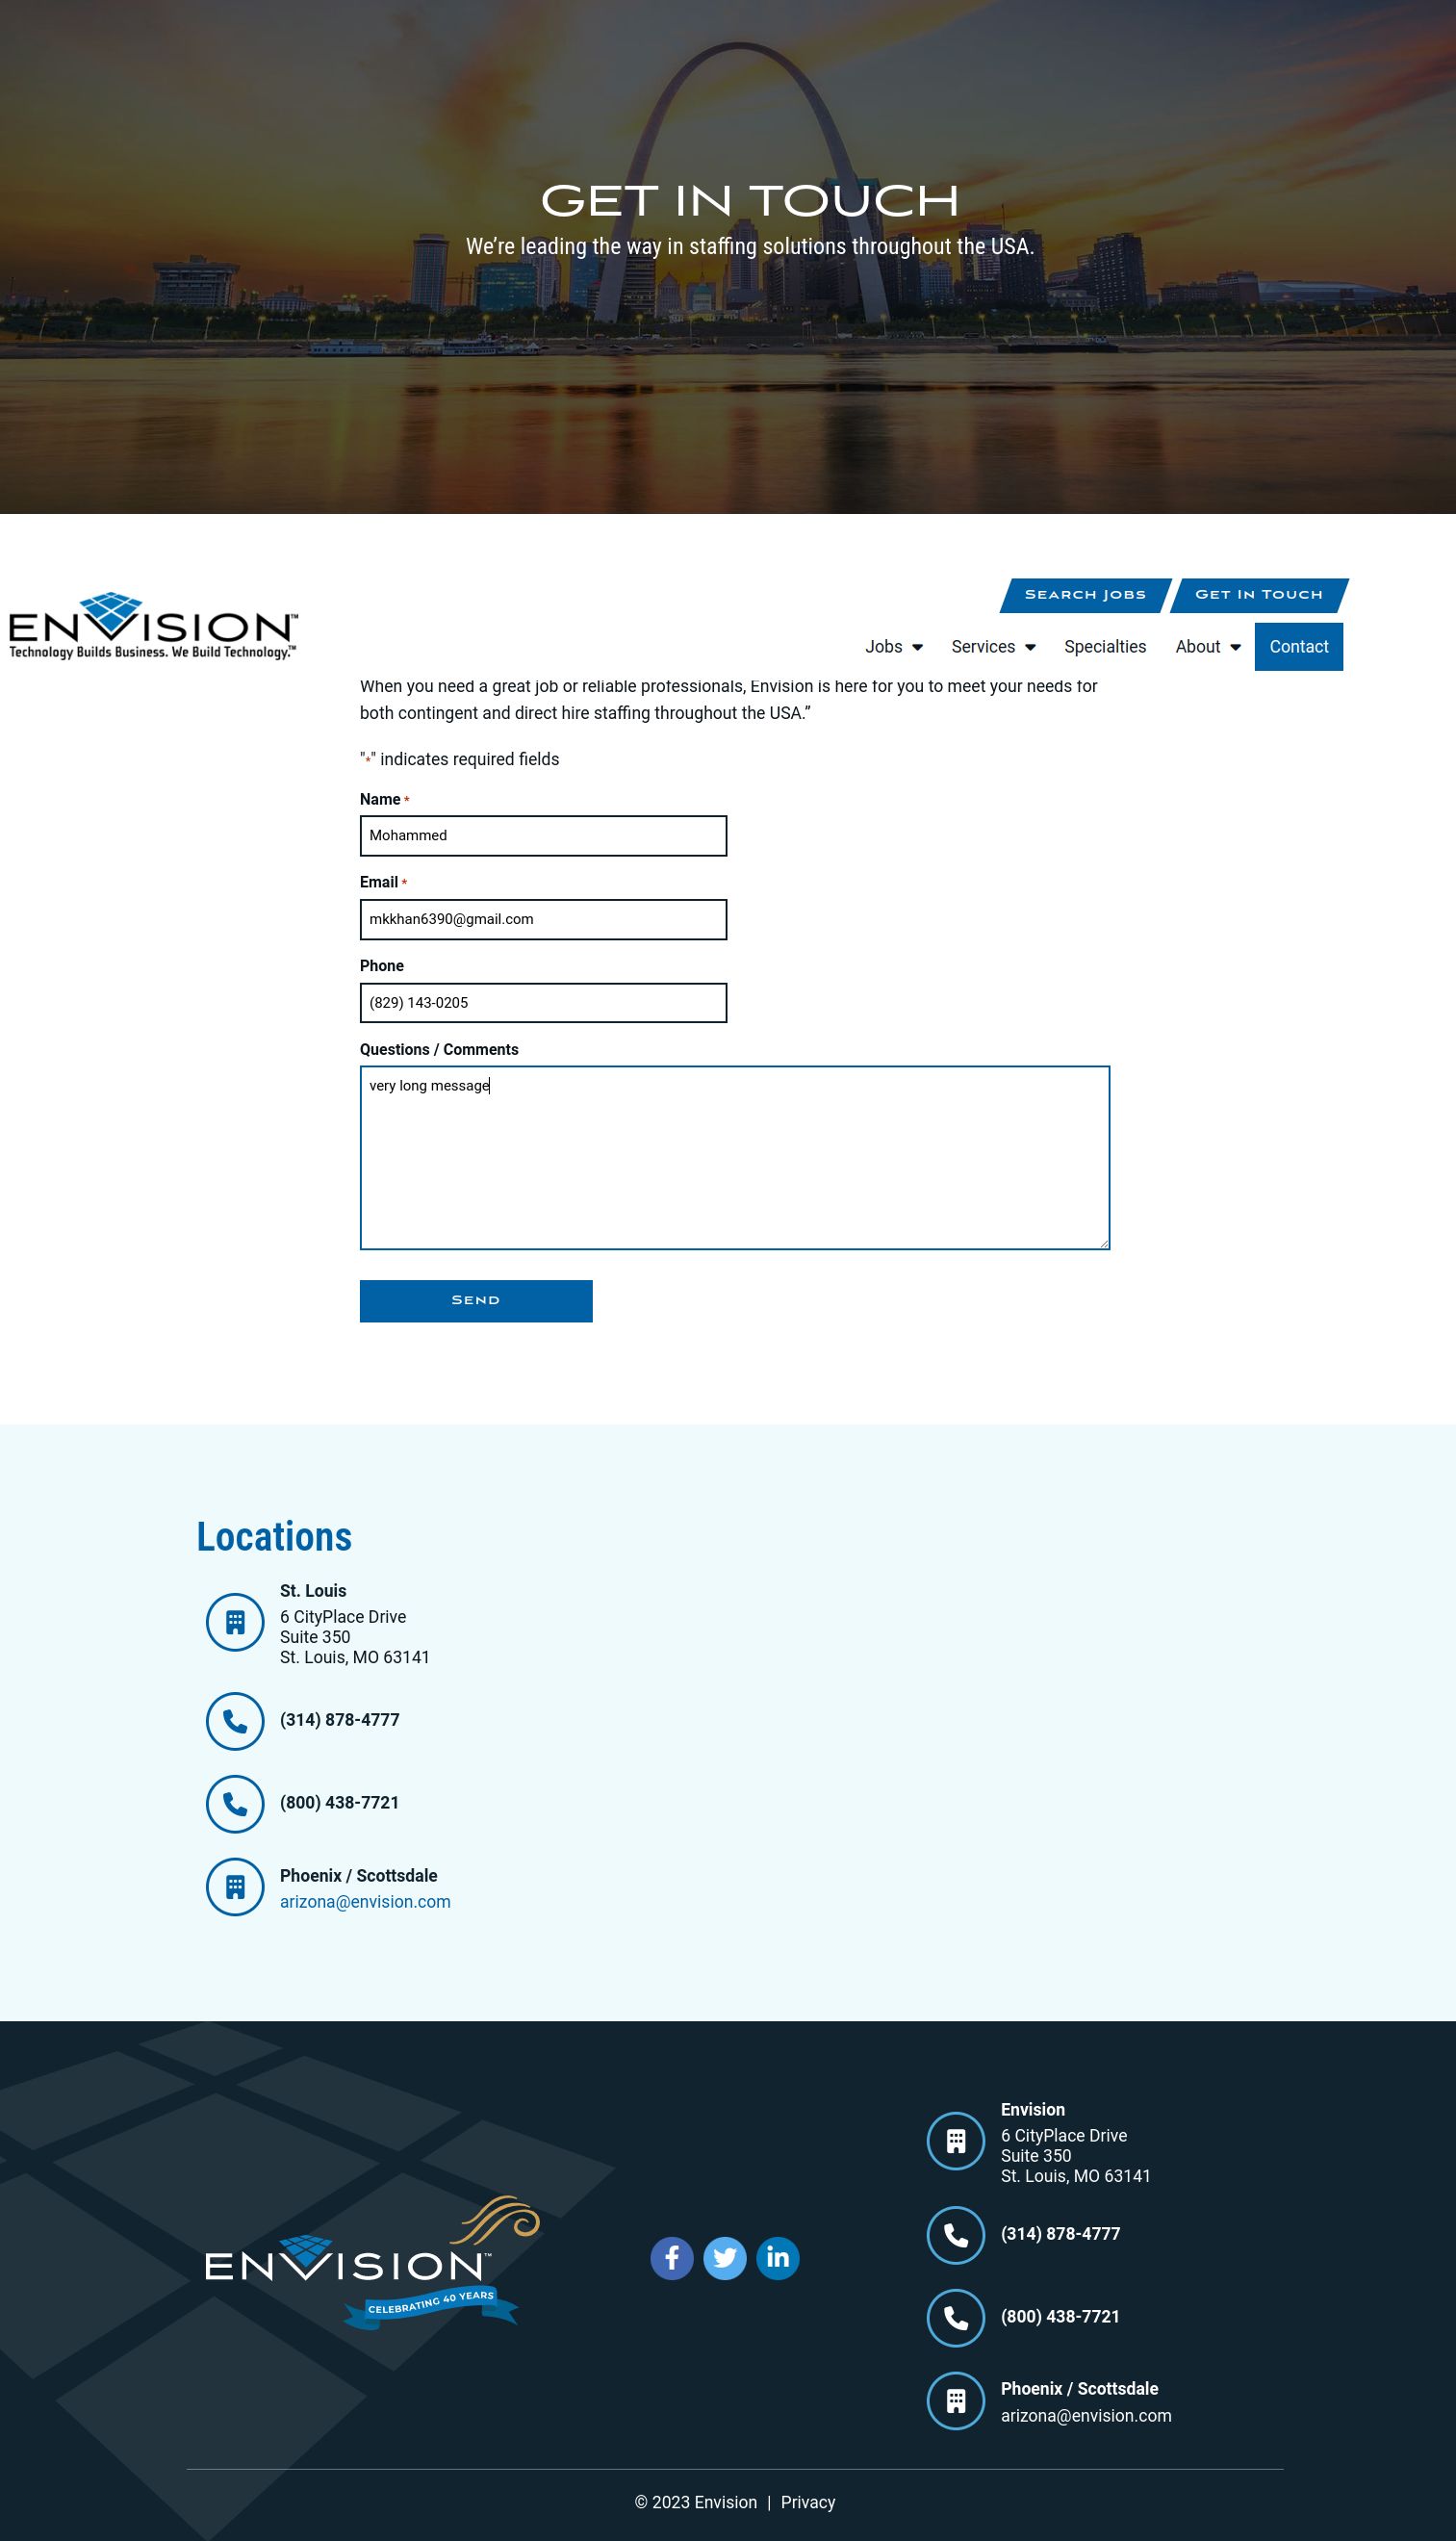 GET IN TOUCH
We’re leading the way in staffing solutions throughout the USA.
Search Jobs
Get In Touch
ENVISION™
Technology Builds Business. We Build Technology.™
Jobs
Services
Specialties
About
Contact
When you need a great job or reliable professionals, Envision is here for you to meet your needs for
both contingent and direct hire staffing throughout the USA.”
"*" indicates required fields
Name *
Mohammed
Email *
mkkhan6390@gmail.com
Phone
(829) 143-0205
Questions / Comments
very long message
Send
Locations
St. Louis
6 CityPlace Drive
Suite 350
St. Louis, MO 63141
(314) 878-4777
(800) 438-7721
Phoenix / Scottsdale
arizona@envision.com
ENVISION™
CELEBRATING 40 YEARS
Envision
6 CityPlace Drive
Suite 350
St. Louis, MO 63141
(314) 878-4777
(800) 438-7721
Phoenix / Scottsdale
arizona@envision.com
© 2023 Envision | Privacy